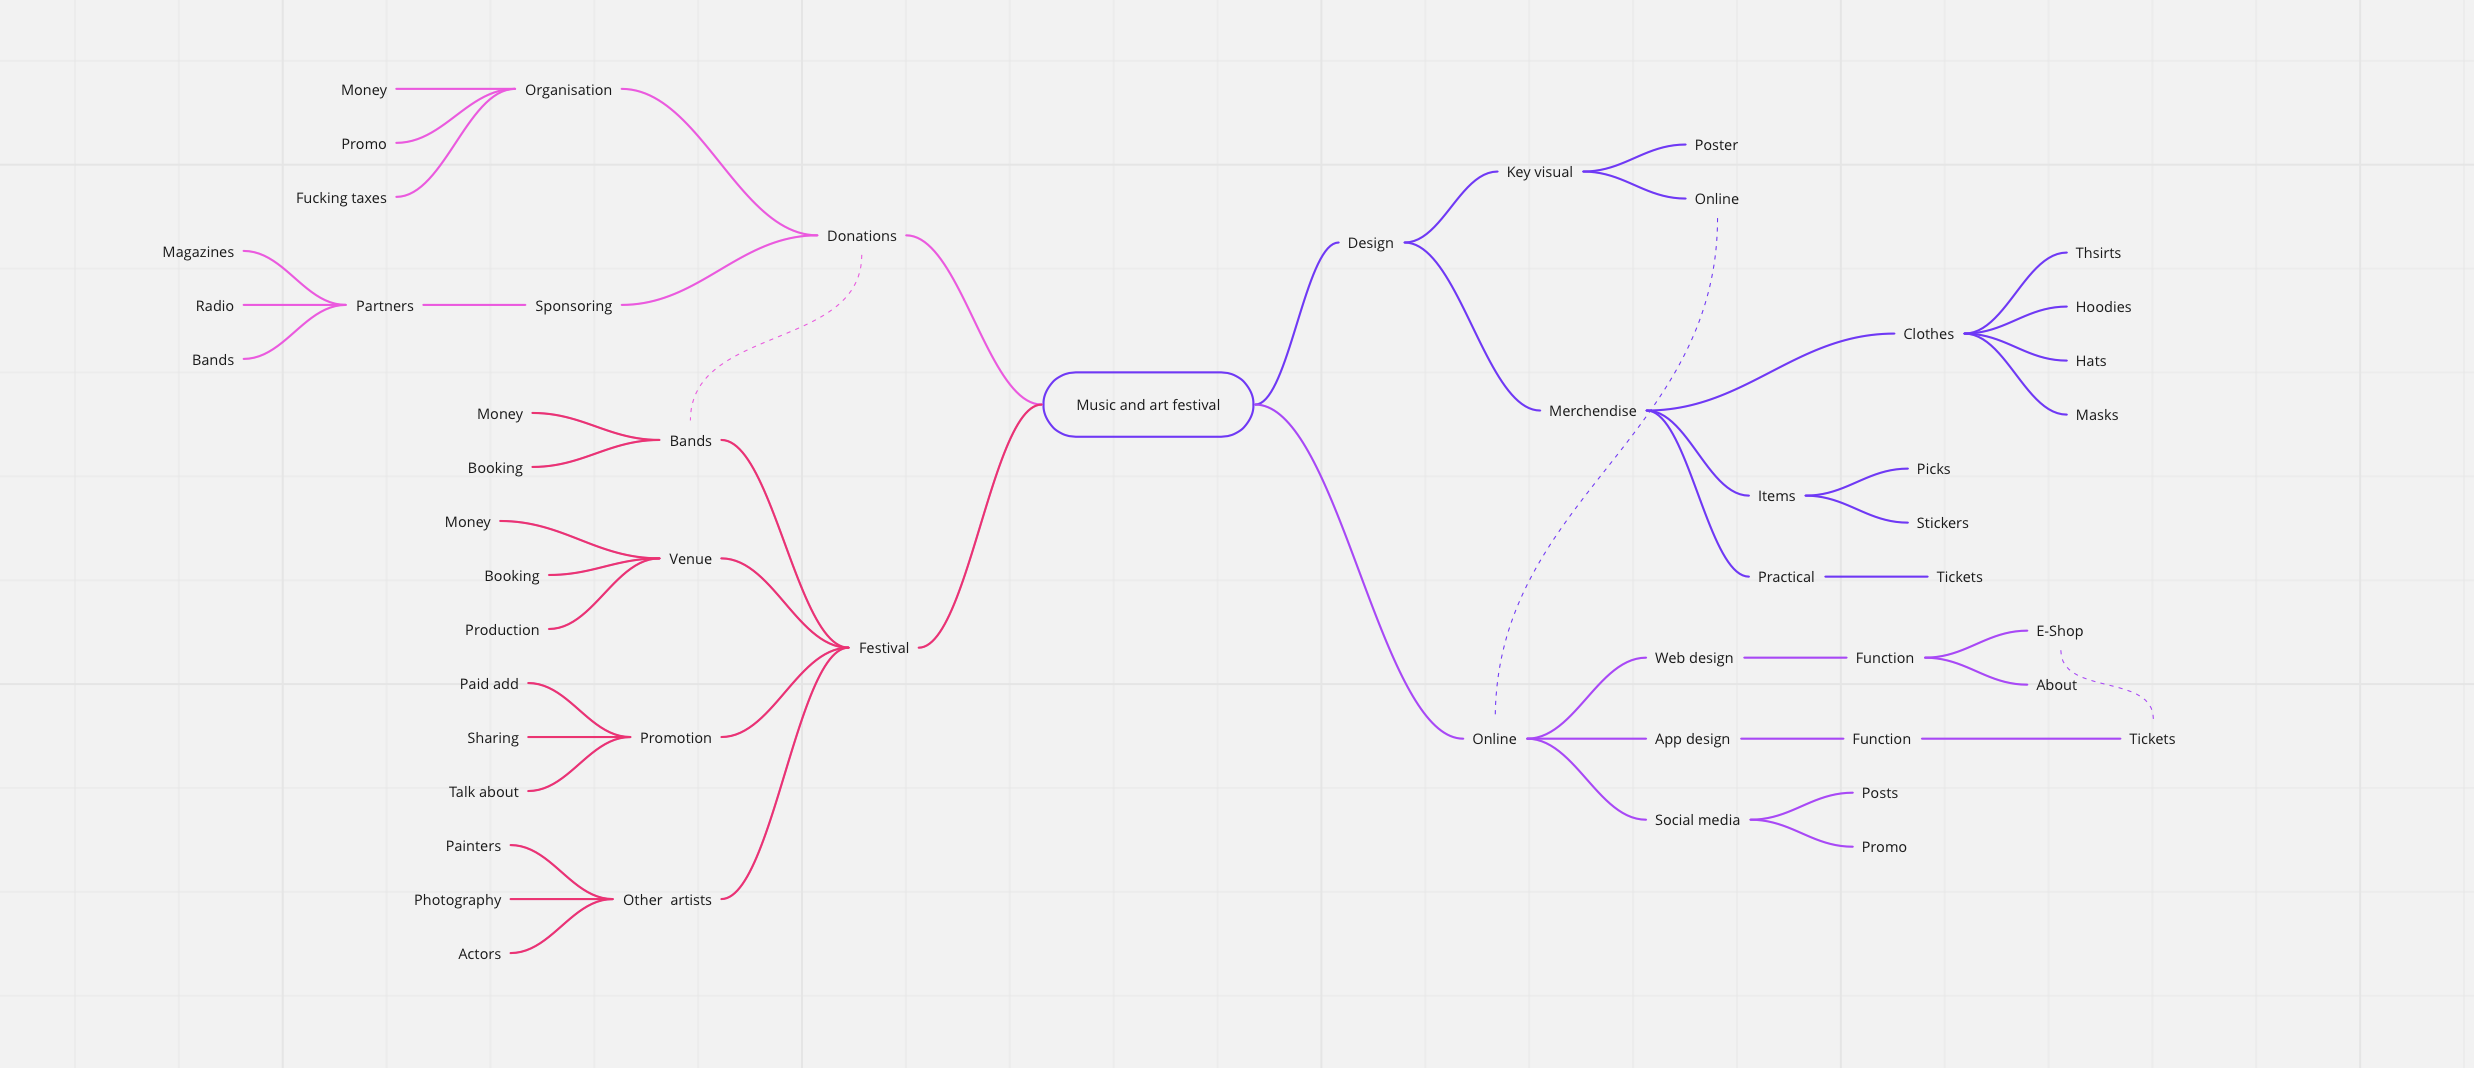 Music and art festival
Donations
Organisation
Money
Promo
Fucking taxes
Sponsoring
Partners
Magazines
Radio
Bands
Festival
Bands
Money
Booking
Venue
Money
Booking
Production
Promotion
Paid add
Sharing
Talk about
Other  artists
Painters
Photography
Actors
Design
Key visual
Poster
Online
Merchendise
Clothes
Thsirts
Hoodies
Hats
Masks
Items
Picks
Stickers
Practical
Tickets
Online
Web design
Function
E-Shop
About
App design
Function
Tickets
Social media
Posts
Promo